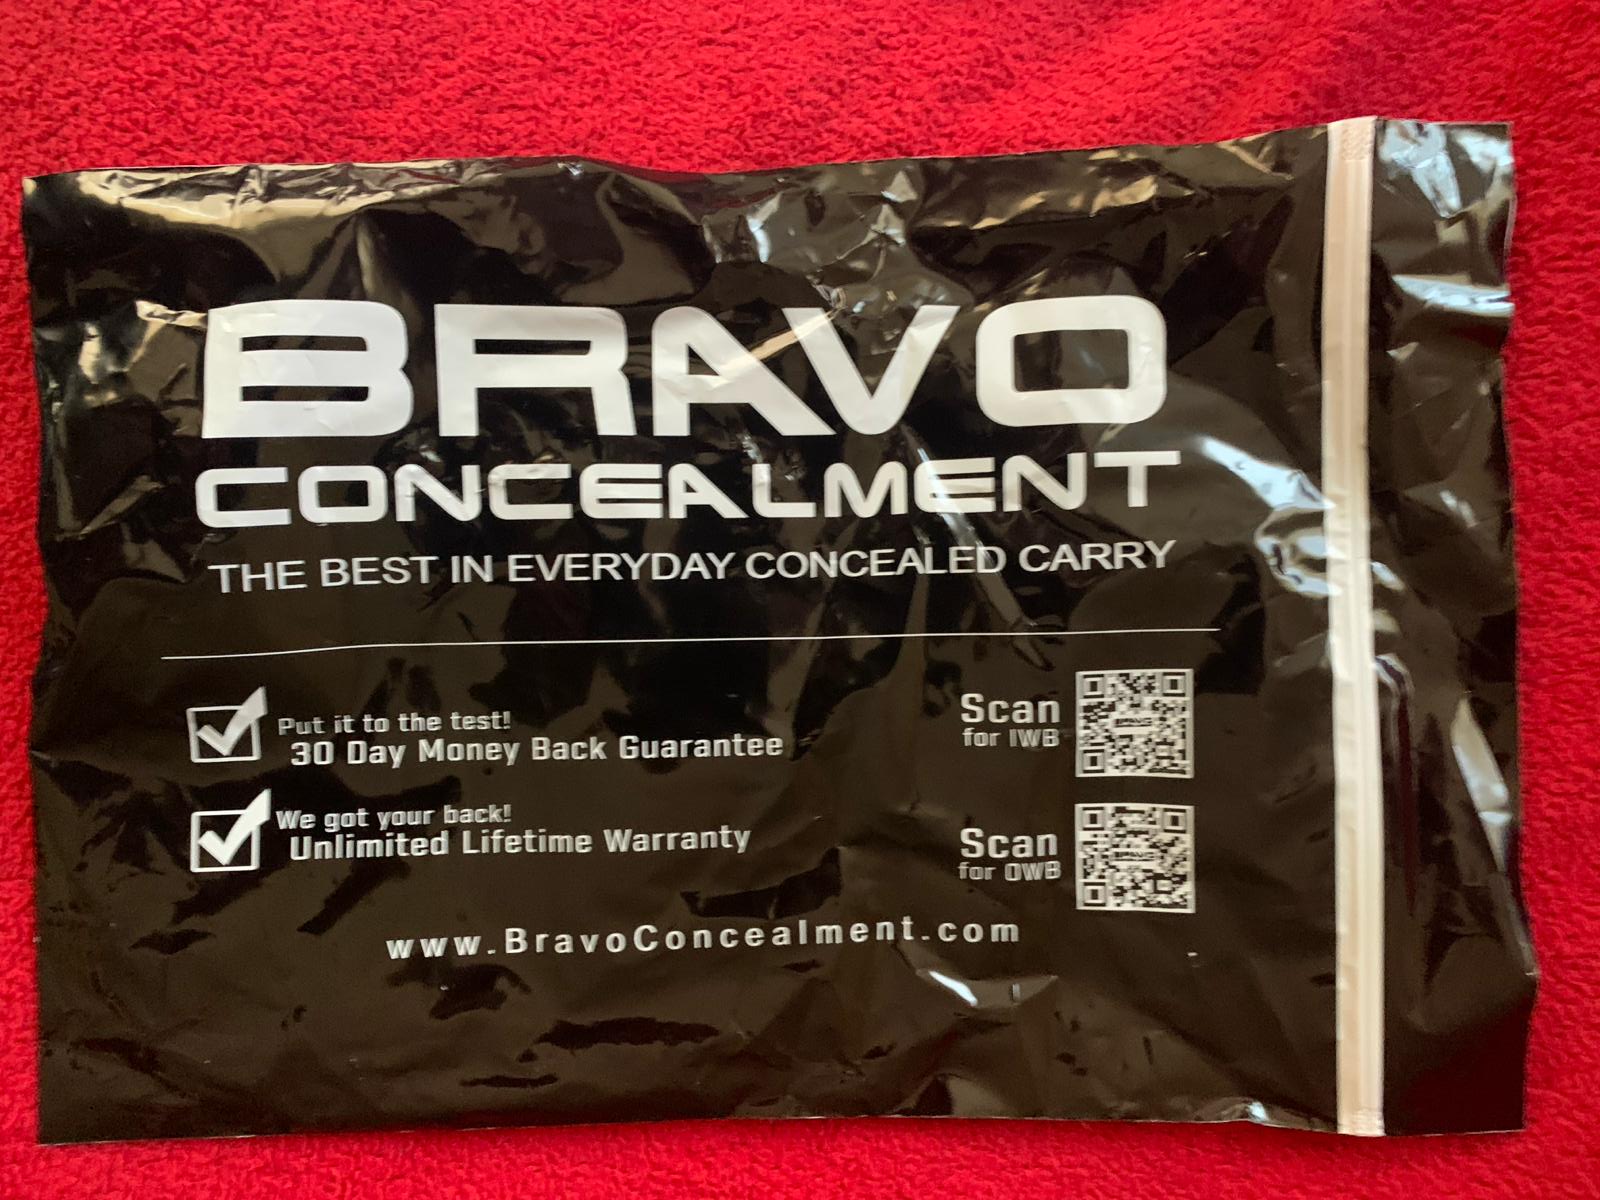 BRAVO
CONCEALMENT
THE BEST IN EVERYDAY CONCEALED CARRY
Put it to the test!
30 Day Money Back Guarantee
Scan
for IWB
We got your back!
Unlimited Lifetime Warranty
Scan
for OWB
www.BravoConcealment.com